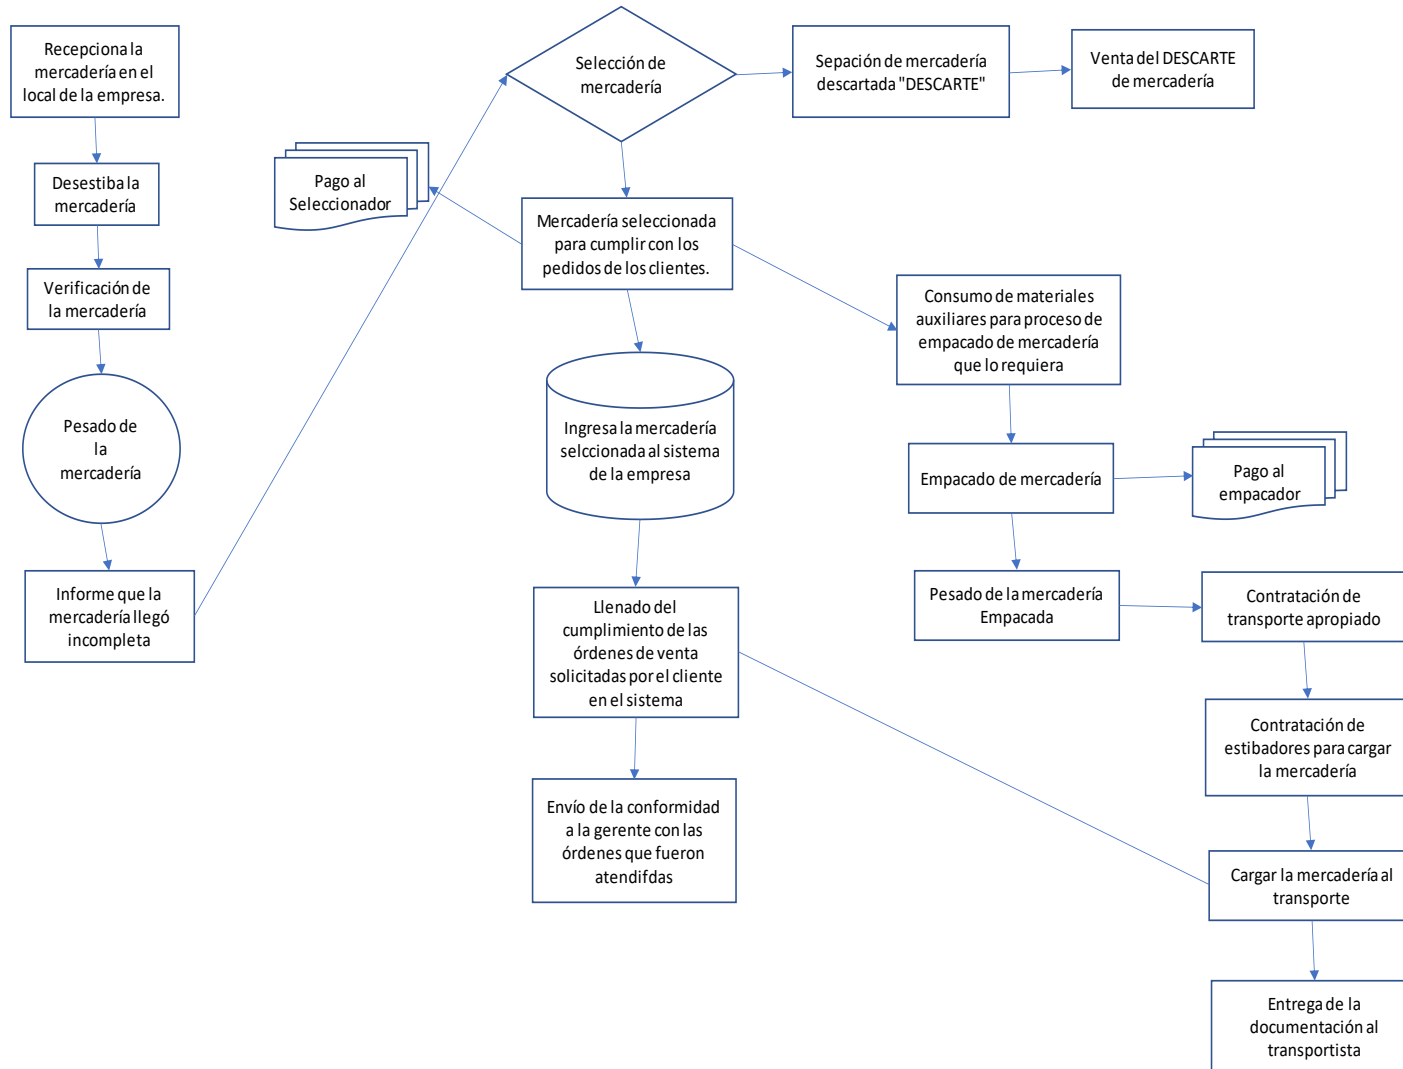 Recepciona la
mercadería en el
local de la empresa.
Desestiba la
mercadería
Verificación de
la mercadería
Pesado de
la
mercadería
Informe que la
mercadería llegó
incompleta
Selección de
mercadería
Sepación de mercadería
descartada "DESCARTE"
Venta del DESCARTE
de mercadería
Pago al
Seleccionador
Mercadería seleccionada
para cumplir con los
pedidos de los clientes.
Ingresa la mercadería
selccionada al sistema
de la empresa
Llenado del
cumplimiento de las
órdenes de venta
solicitadas por el cliente
en el sistema
Envío de la conformidad
a la gerente con las
órdenes que fueron
atendifdas
Consumo de materiales
auxiliares para proceso de
empacado de mercadería
que lo requiera
Empacado de mercadería
Pago al
empacador
Pesado de la mercadería
Empacada
Contratación de
transporte apropiado
Contratación de
estibadores para cargar
la mercadería
Cargar la mercadería al
transporte
Entrega de la
documentación al
transportista